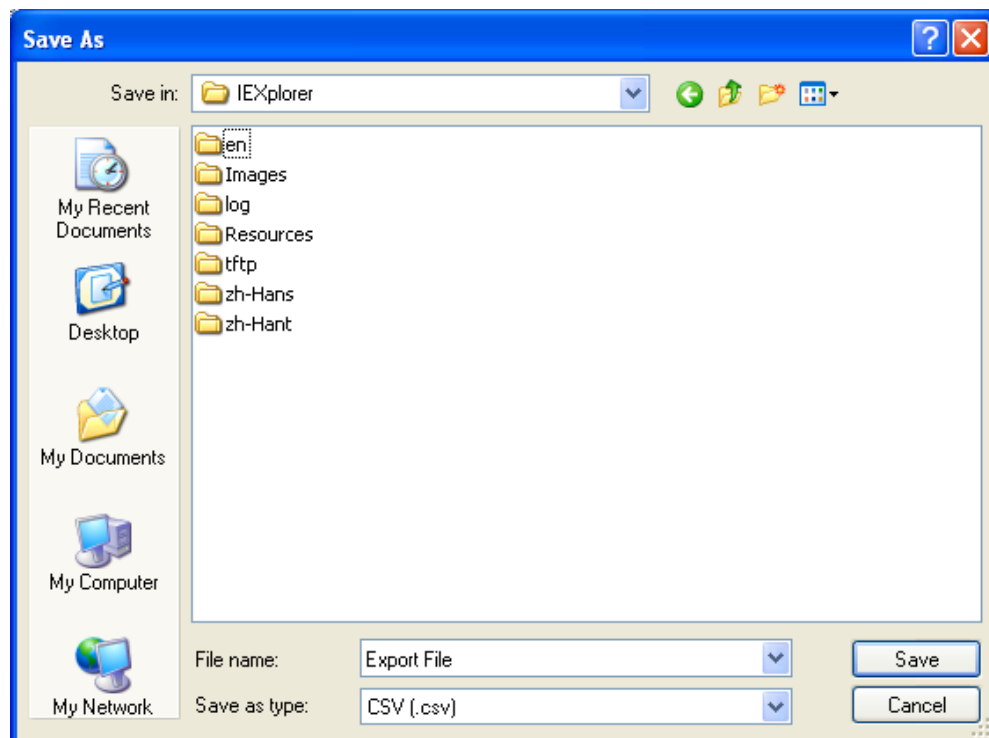 Save As
Save in:
IEXplorer
en
Images
log
Resources
tftp
zh-Hans
zh-Hant
My Recent
Documents
Desktop
My Documents
My Computer
My Network
File name:
Export File
Save
Save as type:
CSV (.csv)
Cancel